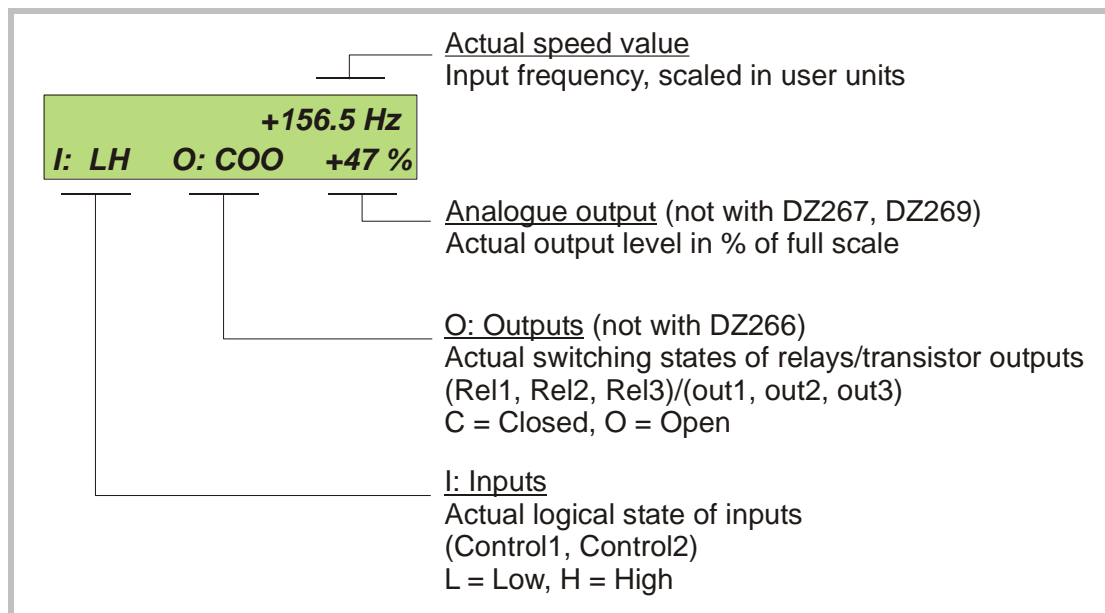 Actual speed value
Input frequency, scaled in user units
+156.5 Hz
I: LH O: COO +47 %
Analogue output (not with DZ267, DZ269)
Actual output level in % of full scale
O: Outputs (not with DZ266)
Actual switching states of relays/transistor outputs
(Rel1, Rel2, Rel3)/(out1, out2, out3)
C = Closed, O = Open
I: Inputs
Actual logical state of inputs
(Control1, Control2)
L = Low, H = High